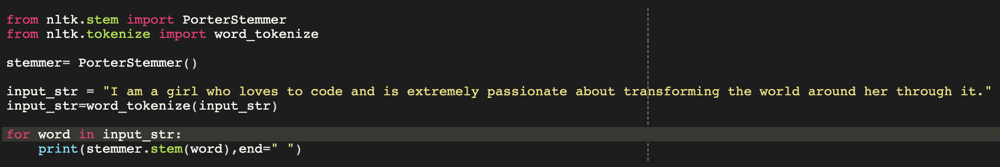 from nltk.stem import PorterStemmer
from nltk.tokenize import word_tokenize
stemmer= PorterStemmer()
input_str = "I am a girl who loves to code and is extremely passionate about transforming the world around her through it."
input_str=word_tokenize(input_str)
for word in input_str:
    print(stemmer.stem(word),end=" ")